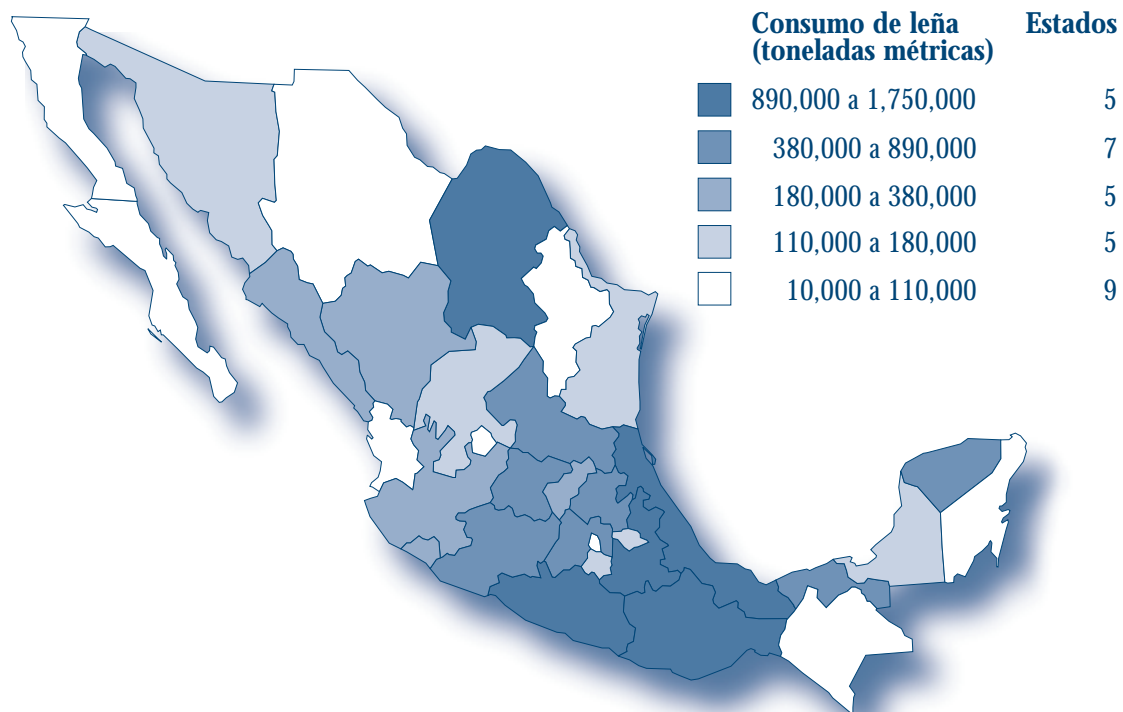 Consumo de leña Estados
(toneladas métricas)
890,000 a 1,750,000 5
380,000 a 890,000 7
180,000 a 380,000 5
110,000 a 180,000 5
10,000 a 110,000 9